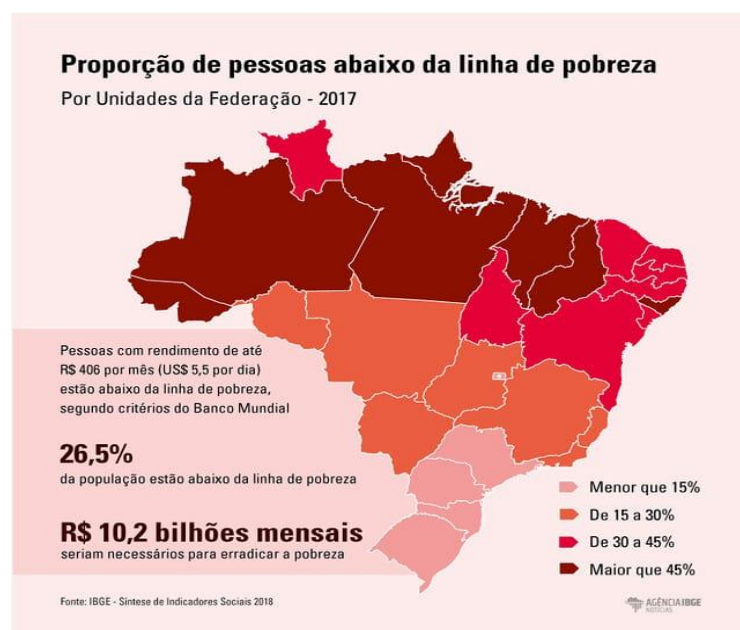 Proporção de pessoas abaixo da linha de pobreza
Por Unidades da Federação - 2017
Pessoas com rendimento de até
R$ 406 por mês (US$ 5,5 por dia)
estão abaixo da linha de pobreza,
segundo critérios do Banco Mundial
26,5%
da população estão abaixo da linha de pobreza
R$ 10,2 bilhões mensais
seriam necessários para erradicar a pobreza
Menor que 15%
De 15 a 30%
De 30 a 45%
Maior que 45%
Fonte: IBGE - Síntese de Indicadores Sociais 2018
AGÊNCIA IBGE
NOTÍCIAS